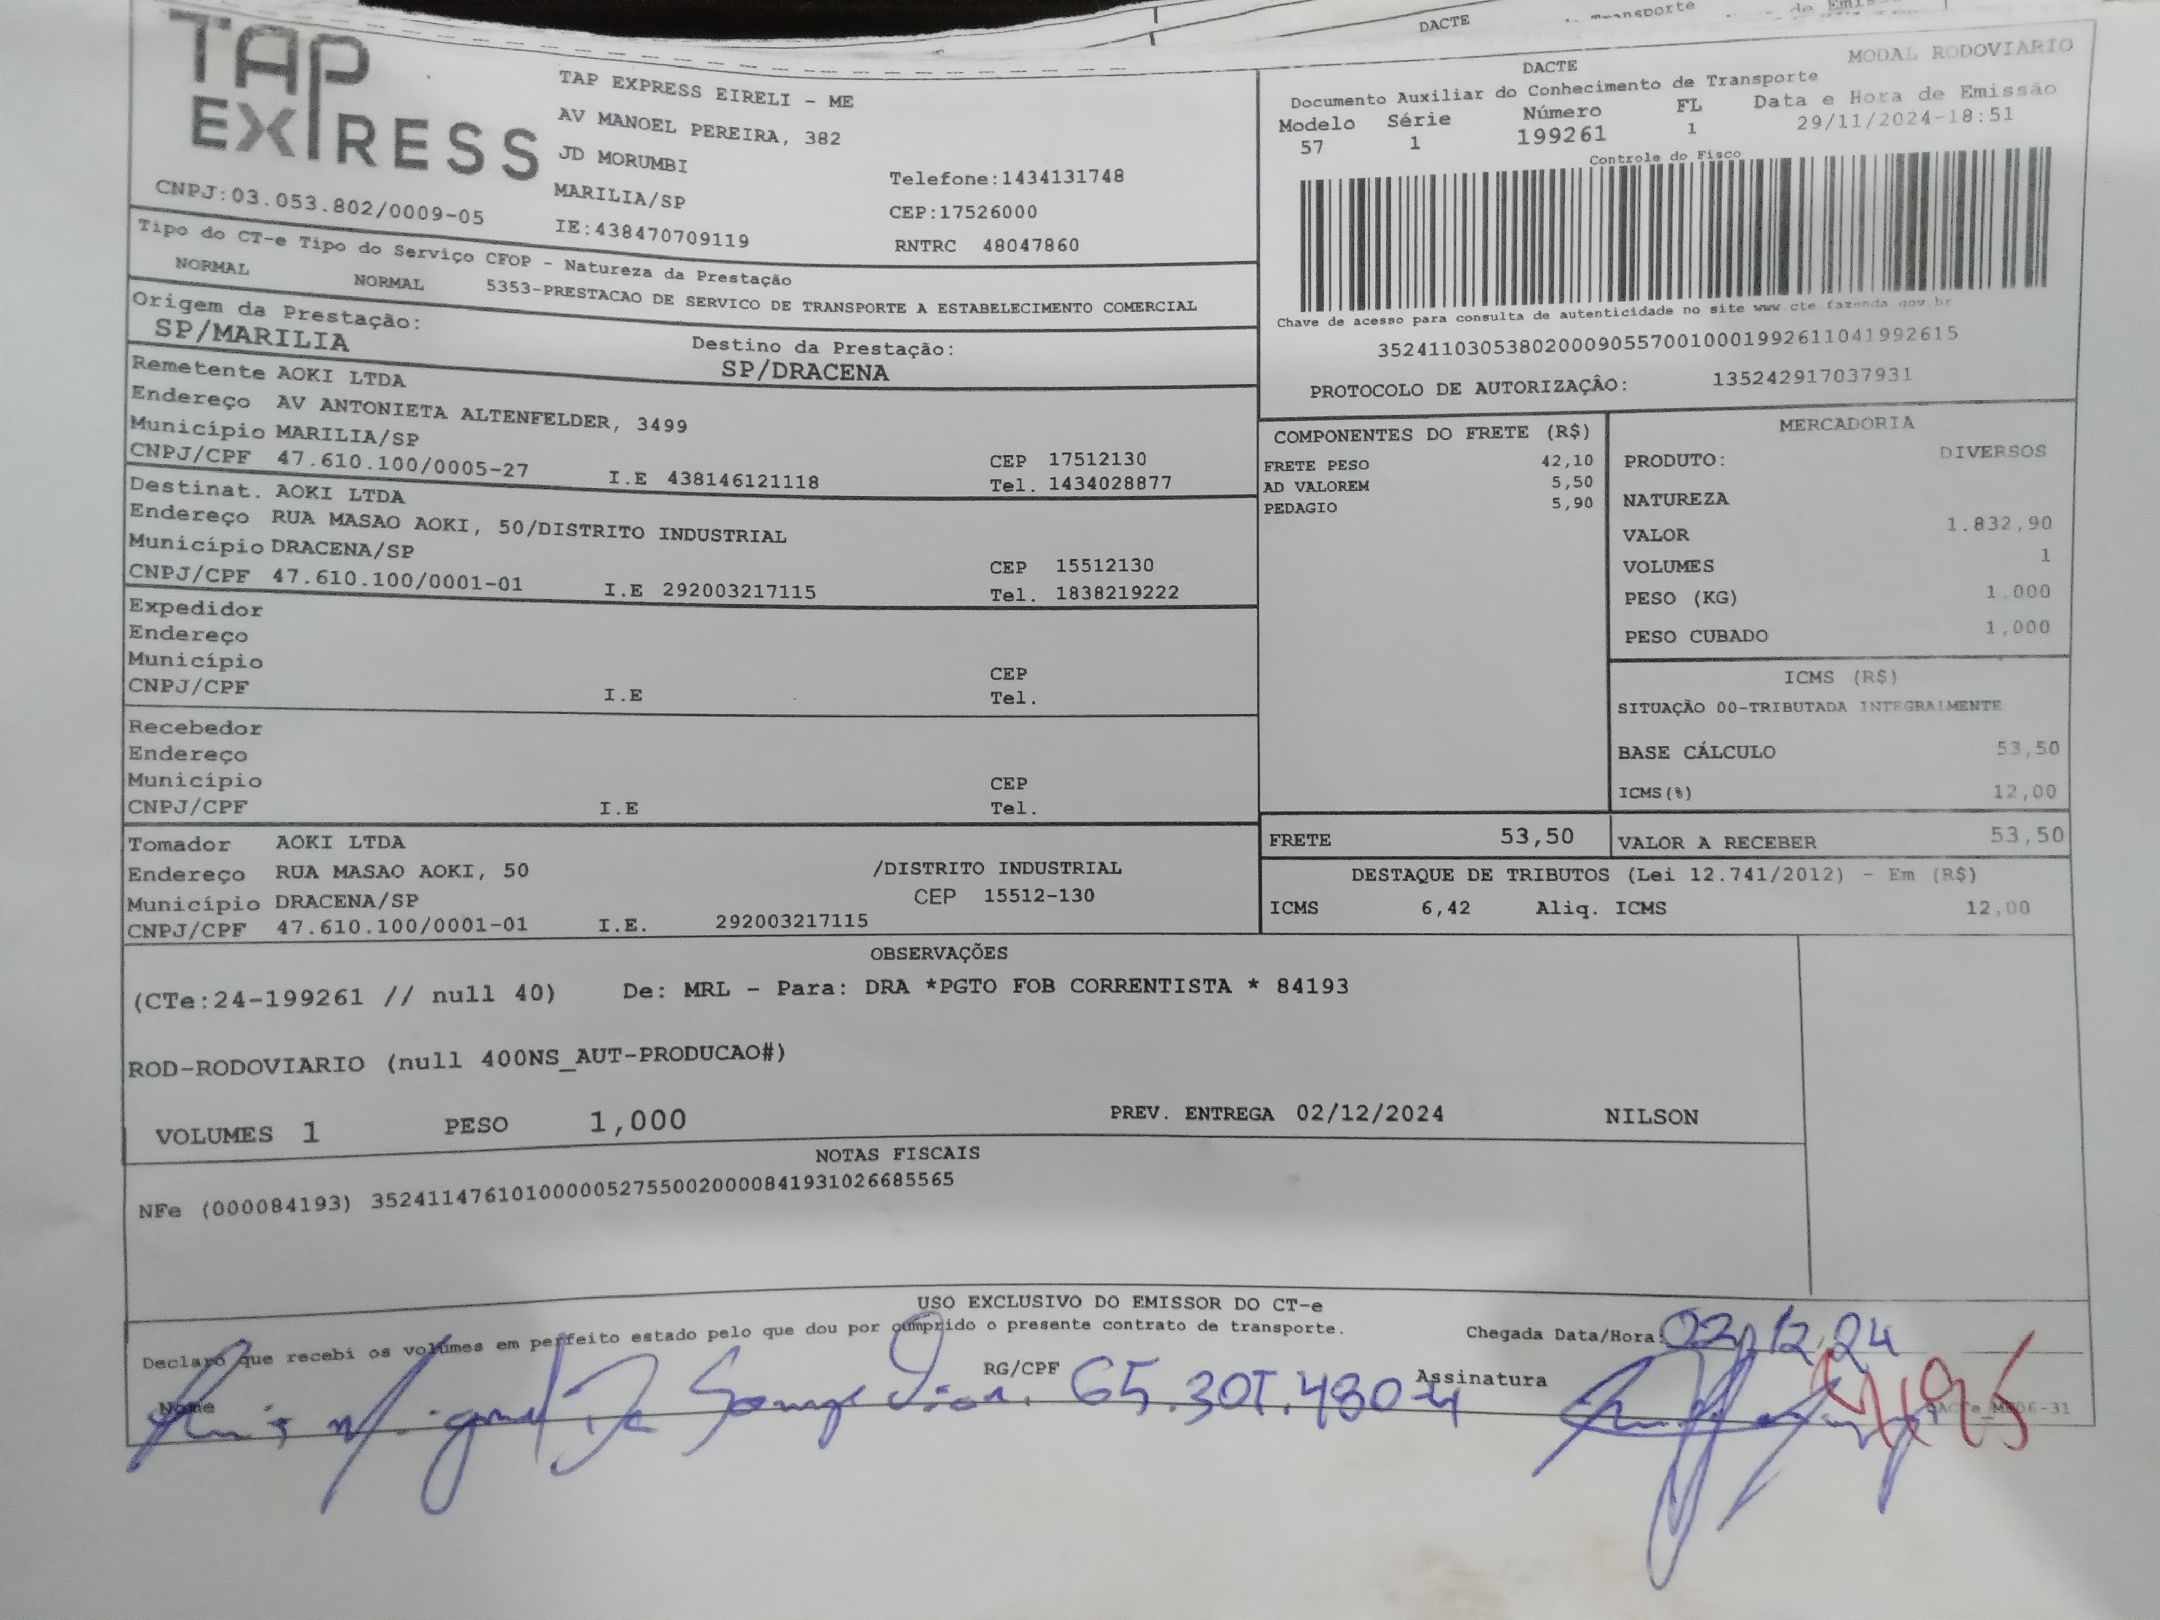 DACTE
Transporte
TAP
EXPRESS
CNPJ:03.053.802/0009-05
TAP EXPRESS EIRELI - ME
AV MANOEL PEREIRA, 382
JD MORUMBI
MARILIA/SP
IE:438470709119
Telefone:1434131748
CEP:17526000
RNTRC 48047860
DACTE
MODAL RODOVIARIO
Documento Auxiliar do Conhecimento de Transporte
Modelo Série Número FL Data e Hora de Emissão
57 1 199261 1 29/11/2024-18:51
Controle do Fisco
Chave de acesso para consulta de autenticidade no site www.cte.fazenda.gov.br
35241103053802000905570010001992611041992615
PROTOCOLO DE AUTORIZAÇÃO: 135242917037931
Tipo do CT-e Tipo do Serviço CFOP - Natureza da Prestação
NORMAL NORMAL 5353-PRESTACAO DE SERVICO DE TRANSPORTE A ESTABELECIMENTO COMERCIAL
Origem da Prestação: Destino da Prestação:
SP/MARILIA SP/DRACENA
Remetente AOKI LTDA
Endereço AV ANTONIETA ALTENFELDER, 3499
Município MARILIA/SP CEP 17512130
CNPJ/CPF 47.610.100/0005-27 I.E 438146121118 Tel. 1434028877
Destinat. AOKI LTDA
Endereço RUA MASAO AOKI, 50/DISTRITO INDUSTRIAL
Município DRACENA/SP CEP 15512130
CNPJ/CPF 47.610.100/0001-01 I.E 292003217115 Tel. 1838219222
Expedidor
Endereço
Município CEP
CNPJ/CPF I.E Tel.
Recebedor
Endereço
Município CEP
CNPJ/CPF I.E Tel.
Tomador AOKI LTDA
Endereço RUA MASAO AOKI, 50 /DISTRITO INDUSTRIAL
Município DRACENA/SP CEP 15512-130
CNPJ/CPF 47.610.100/0001-01 I.E. 292003217115
COMPONENTES DO FRETE (R$)
FRETE PESO 42,10
AD VALOREM 5,50
PEDAGIO 5,90
MERCADORIA
PRODUTO: DIVERSOS
NATUREZA
VALOR 1.832,90
VOLUMES 1
PESO (KG) 1,000
PESO CUBADO 1,000
ICMS (R$)
SITUAÇÃO 00-TRIBUTADA INTEGRALMENTE
BASE CÁLCULO 53,50
ICMS(%) 12,00
FRETE 53,50 VALOR A RECEBER 53,50
DESTAQUE DE TRIBUTOS (Lei 12.741/2012) - Em (R$)
ICMS 6,42 Aliq. ICMS 12,00
OBSERVAÇÕES
(CTe:24-199261 // null 40) De: MRL - Para: DRA *PGTO FOB CORRENTISTA * 84193
ROD-RODOVIARIO (null 400NS_AUT-PRODUCAO#)
VOLUMES 1 PESO 1,000 PREV. ENTREGA 02/12/2024 NILSON
NOTAS FISCAIS
NFe (000084193) 35241147610100000527550020000841931026685565
USO EXCLUSIVO DO EMISSOR DO CT-e
Declaro que recebi os volumes em perfeito estado pelo que dou por cumprido o presente contrato de transporte. Chegada Data/Hora: 02/12/24
Nome RG/CPF Assinatura